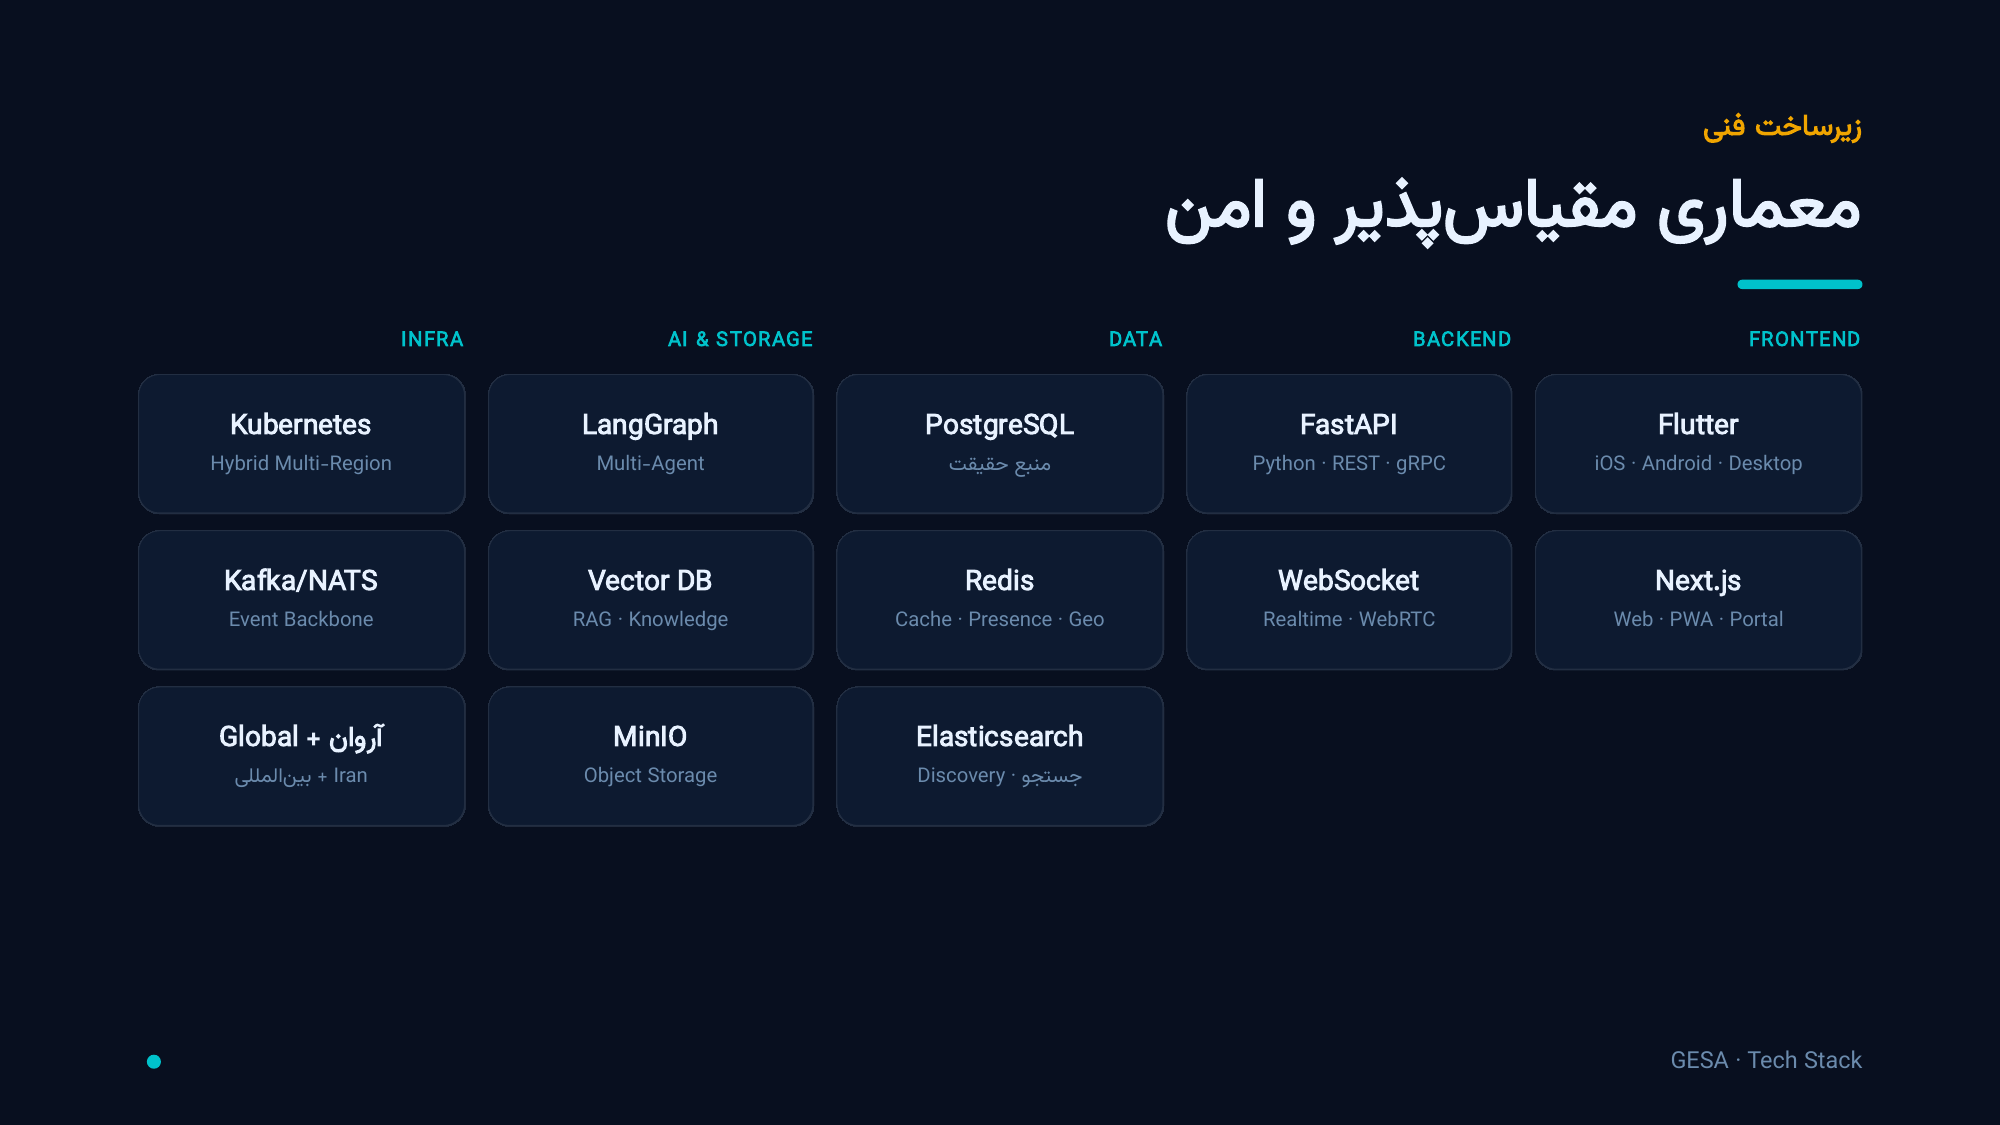 زیرساخت فنی
معماری مقیاس‌پذیر و امن
FRONTEND
Flutter
iOS · Android · Desktop
Next.js
Web · PWA · Portal
BACKEND
FastAPI
Python · REST · gRPC
WebSocket
Realtime · WebRTC
DATA
PostgreSQL
منبع حقیقت
Redis
Cache · Presence · Geo
Elasticsearch
جستجو · Discovery
AI & STORAGE
LangGraph
Multi-Agent
Vector DB
RAG · Knowledge
MinIO
Object Storage
INFRA
Kubernetes
Hybrid Multi-Region
Kafka/NATS
Event Backbone
آروان + Global
Iran + بین‌المللی
GESA · Tech Stack